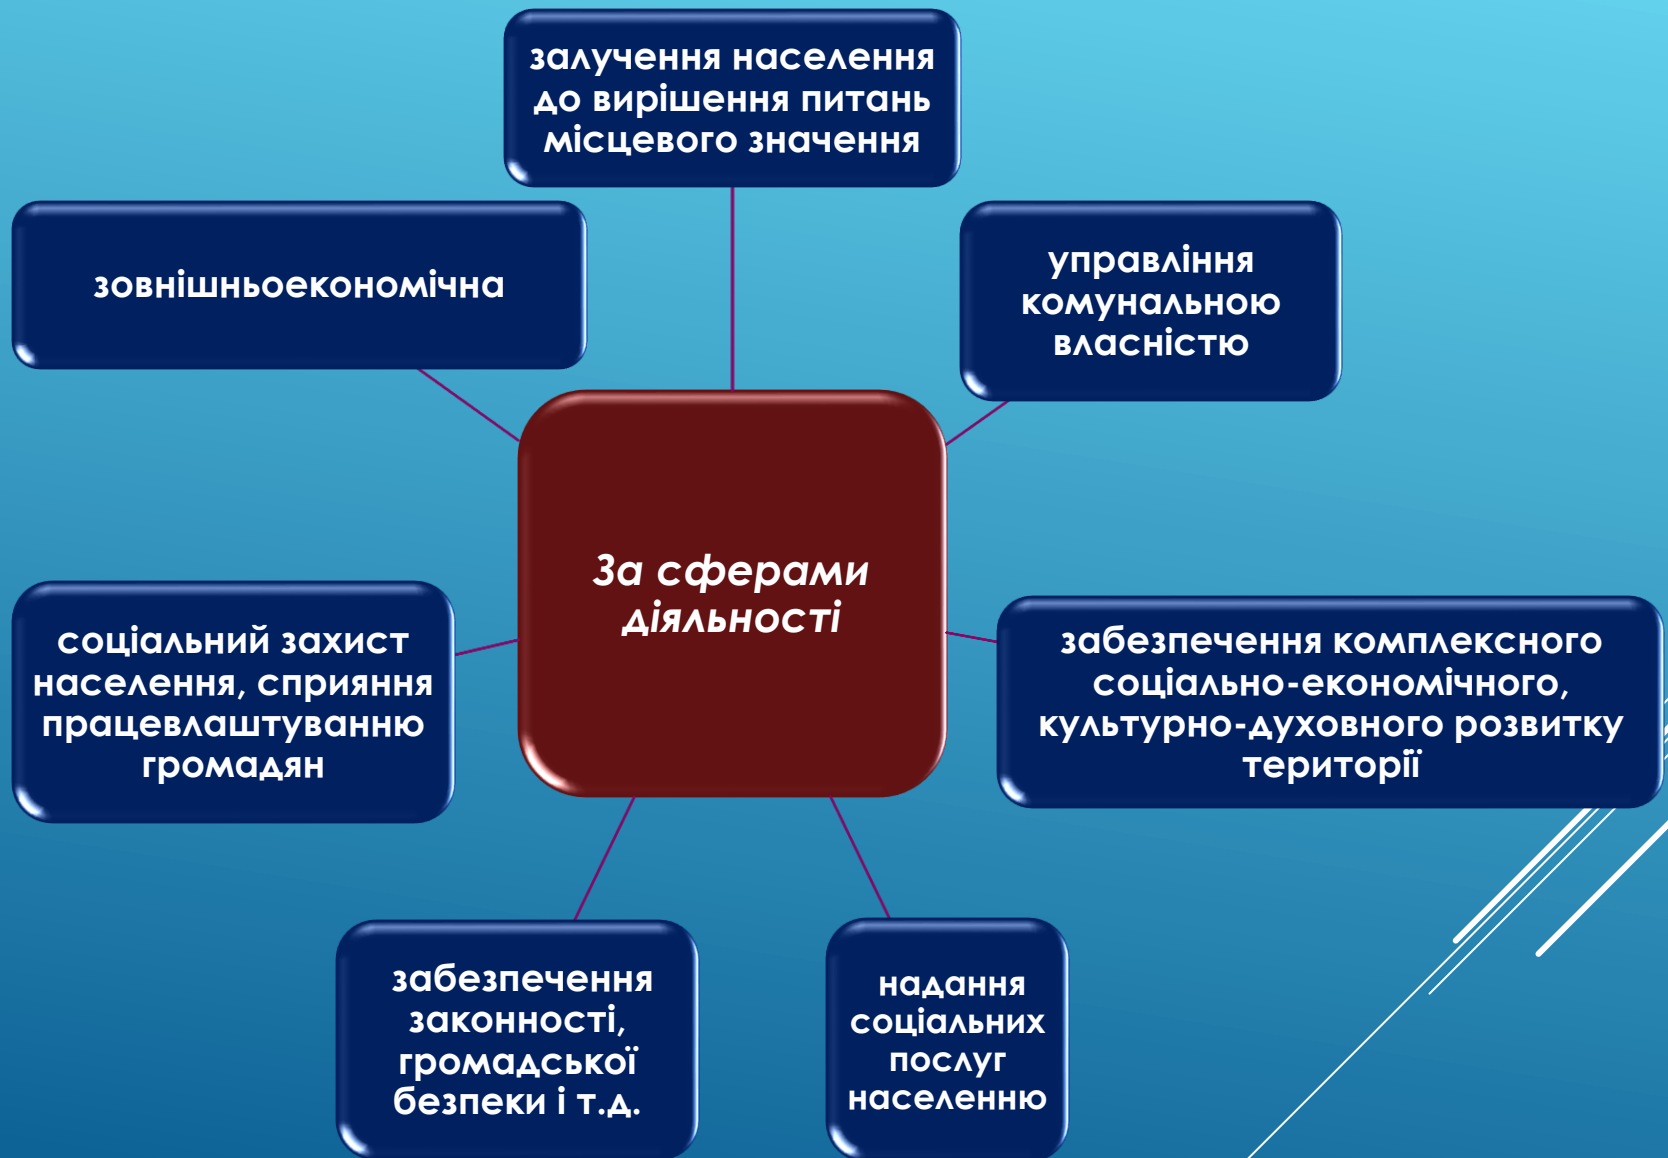 залучення населення
до вирішення питань
місцевого значення
зовнішньоекономічна
управління
комунальною
власністю
За сферами
діяльності
соціальний захист
населення, сприяння
працевлаштуванню
громадян
забезпечення комплексного
соціально-економічного,
культурно-духовного розвитку
території
забезпечення
законності,
громадської
безпеки і т.д.
надання
соціальних
послуг
населенню